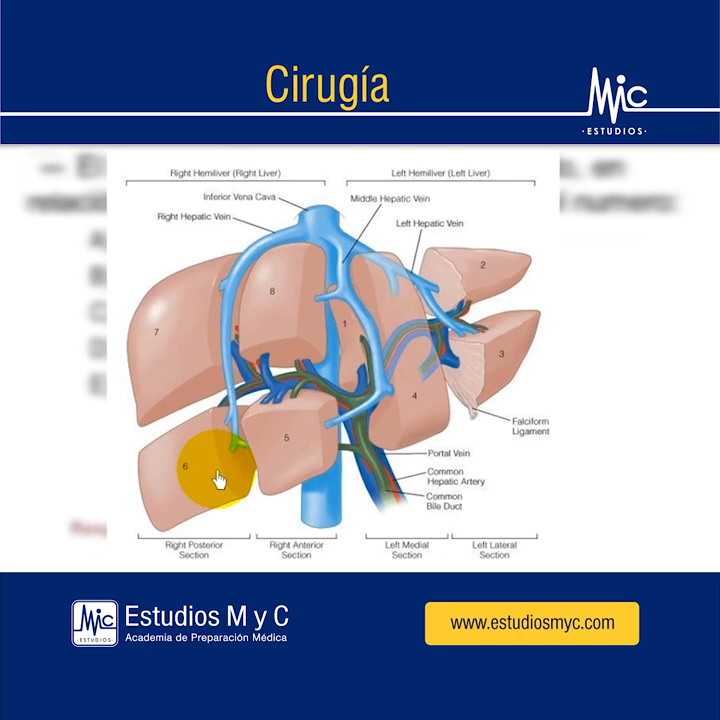 Cirugía
MyC
·ESTUDIOS·
— E
, en
relació
l numero:
Right Hemiliver (Right Liver)
Left Hemiliver (Left Liver)
Inferior Vena Cava
Middle Hepatic Vein
Right Hepatic Vein
Left Hepatic Vein
2
8
7
1
3
4
5
6
Falciform
Ligament
Portal Vein
Common
Hepatic Artery
Common
Bile Duct
Right Posterior
Section
Right Anterior
Section
Left Medial
Section
Left Lateral
Section
MyC
·ESTUDIOS·
Estudios M y C
Academia de Preparación Médica
www.estudiosmyc.com